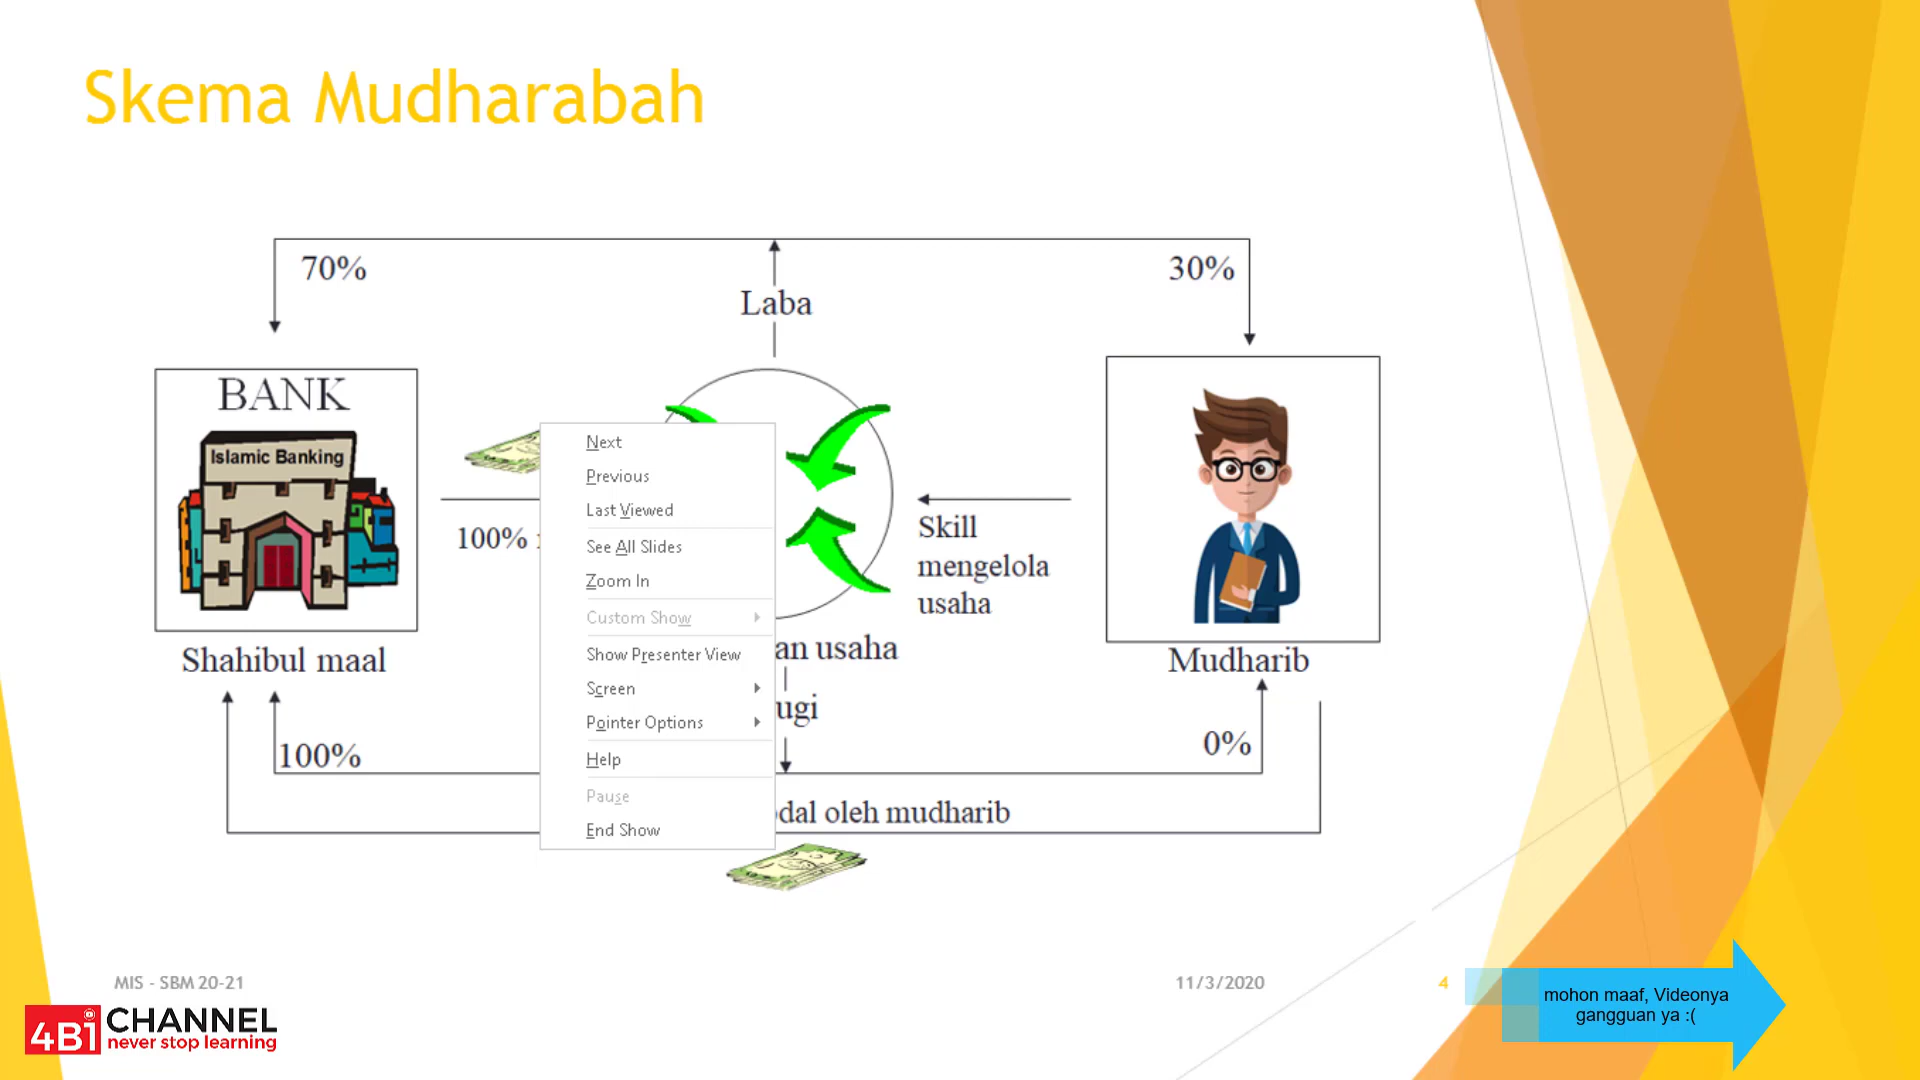 Skema Mudharabah
70%
30%
Laba
BANK
Islamic Banking
100%
Skill
mengelola
usaha
Next
Previous
Last Viewed
See All Slides
Zoom In
Custom Show
Show Presenter View
Screen
Pointer Options
Help
Pause
End Show
an usaha
Shahibul maal
Mudharib
ugi
100%
0%
dal oleh mudharib
MIS - SBM 20-21
11/3/2020
4
mohon maaf, Videonya
gangguan ya :(
4Bi CHANNEL
never stop learning